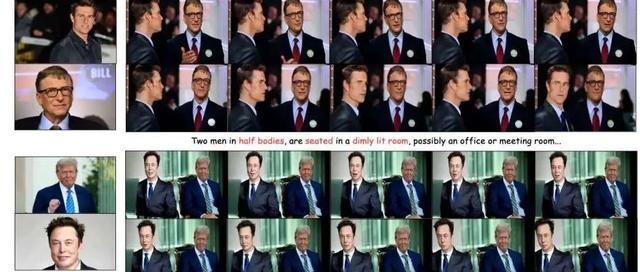 BILL
Two men in half bodies, are seated in a dimly lit room, possibly an office or meeting room...